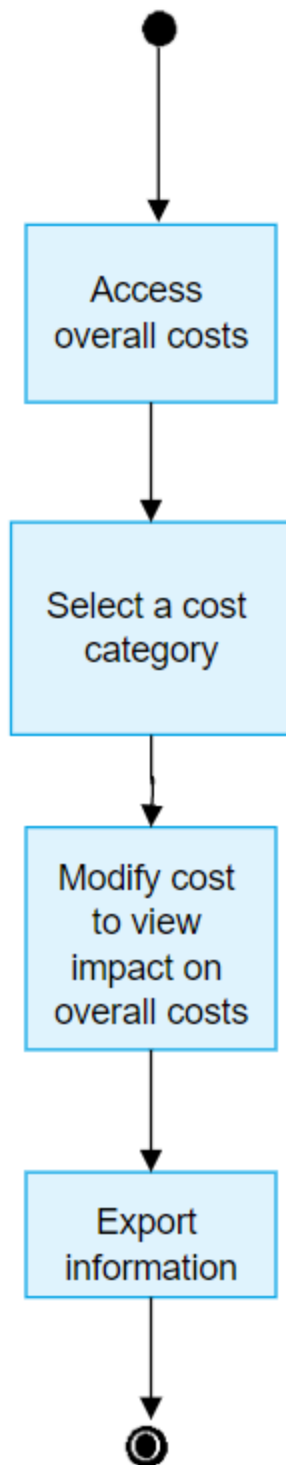 Access
overall costs
Select a cost
category
Modify cost
to view
impact on
overall costs
Export
information